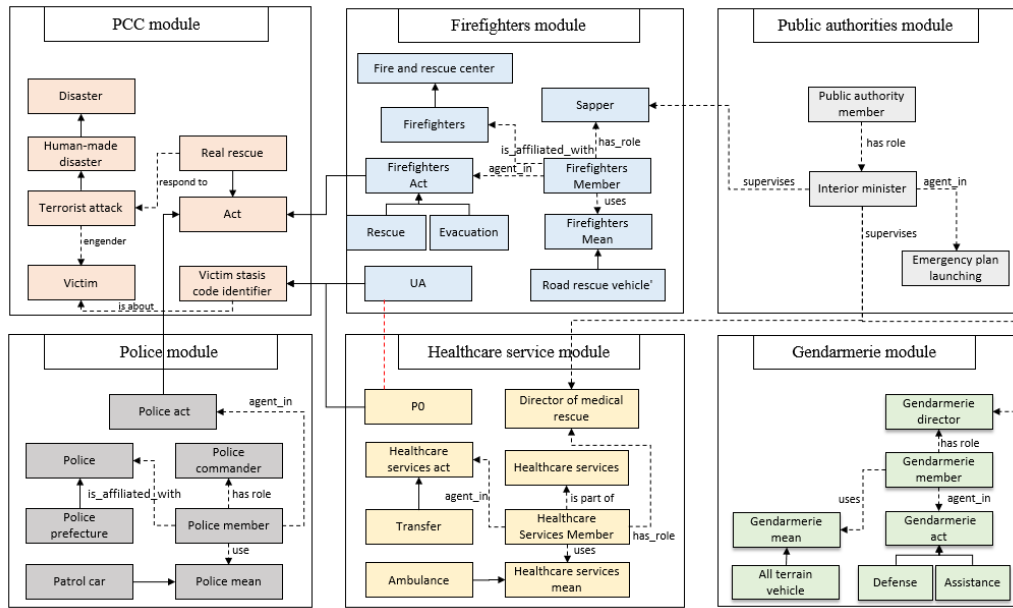 PCC module
Disaster
Human-made
disaster
Real rescue
respond to
Terrorist attack
Act
engender
Victim
Victim stasis
code identifier
is about
Firefighters module
Fire and rescue center
Firefighters
Sapper
is_affiliated_with
has_role
agent_in
Firefighters
Act
Firefighters
Member
uses
Rescue
Evacuation
Firefighters
Mean
UA
Road rescue vehicle'
Public authorities module
Public authority
member
has role
supervises
Interior minister
agent_in
supervises
Emergency plan
launching
Police module
Police act
agent_in
Police
Police
commander
is_affiliated_with
has role
Police
prefecture
Police member
use
Patrol car
Police mean
Healthcare service module
P0
Director of medical
rescue
Healthcare
services act
Healthcare services
agent_in
is part of
Transfer
Healthcare
Services Member
has_role
uses
Ambulance
Healthcare services
mean
Gendarmerie module
Gendarmerie
director
has role
Gendarmerie
member
uses
agent_in
Gendarmerie
mean
Gendarmerie
act
All terrain
vehicle
Defense
Assistance